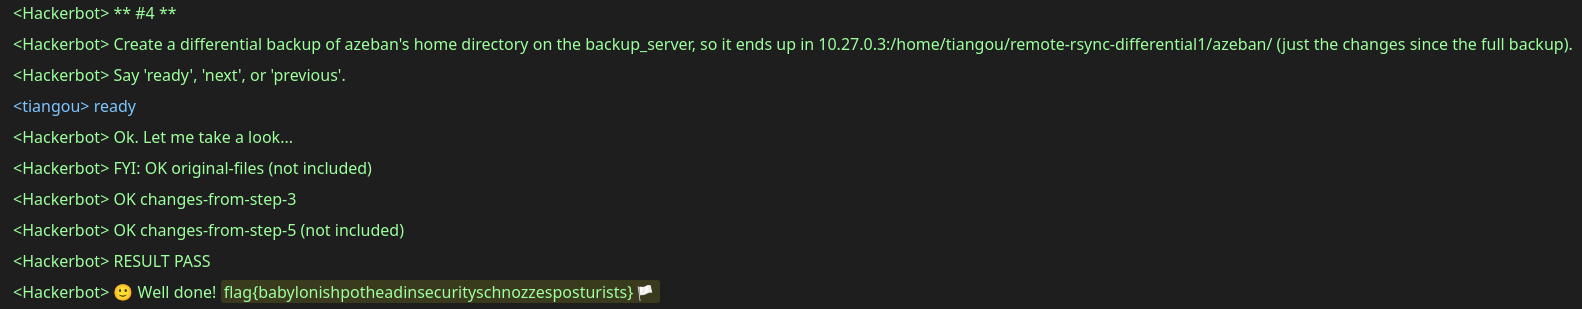 <Hackerbot> ** #4 **
<Hackerbot> Create a differential backup of azeban's home directory on the backup_server, so it ends up in 10.27.0.3:/home/tiangou/remote-rsync-differential1/azeban/ (just the changes since the full backup).
<Hackerbot> Say 'ready', 'next', or 'previous'.
<tiangou> ready
<Hackerbot> Ok. Let me take a look...
<Hackerbot> FYI: OK original-files (not included)
<Hackerbot> OK changes-from-step-3
<Hackerbot> OK changes-from-step-5 (not included)
<Hackerbot> RESULT PASS
<Hackerbot> 🙂 Well done! flag{babylonishpotheadinsecurityschnozzesposturists} 🏳